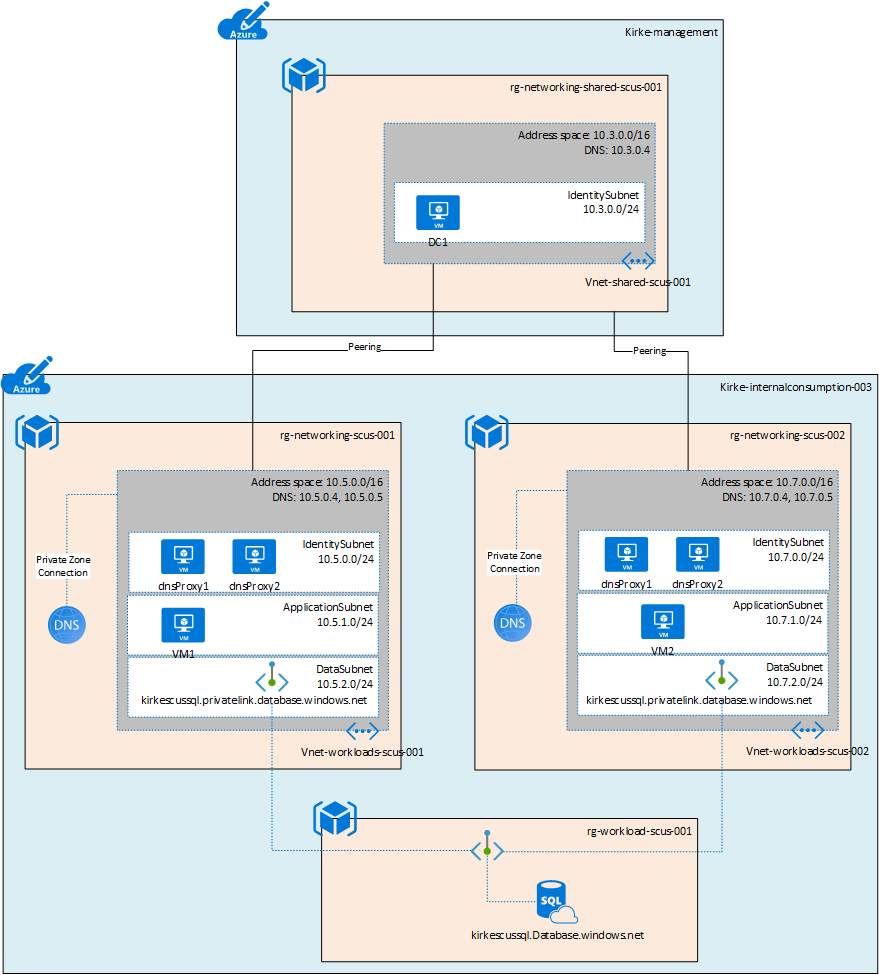 Azure
Kirke-management
rg-networking-shared-scus-001
Address space: 10.3.0.0/16
DNS: 10.3.0.4
IdentitySubnet
10.3.0.0/24
VM
DC1
Vnet-shared-scus-001
Peering
Peering
Azure
Kirke-internalconsumption-003
rg-networking-scus-001
Address space: 10.5.0.0/16
DNS: 10.5.0.4, 10.5.0.5
IdentitySubnet
10.5.0.0/24
VM
VM
dnsProxy1
dnsProxy2
Private Zone
Connection
DNS
ApplicationSubnet
10.5.1.0/24
VM
VM1
DataSubnet
10.5.2.0/24
kirkescussql.privatelink.database.windows.net
Vnet-workloads-scus-001
rg-networking-scus-002
Address space: 10.7.0.0/16
DNS: 10.7.0.4, 10.7.0.5
IdentitySubnet
10.7.0.0/24
VM
VM
dnsProxy1
dnsProxy2
Private Zone
Connection
DNS
ApplicationSubnet
10.7.1.0/24
VM
VM2
DataSubnet
10.7.2.0/24
kirkescussql.privatelink.database.windows.net
Vnet-workloads-scus-002
rg-workload-scus-001
SQL
kirkescussql.Database.windows.net